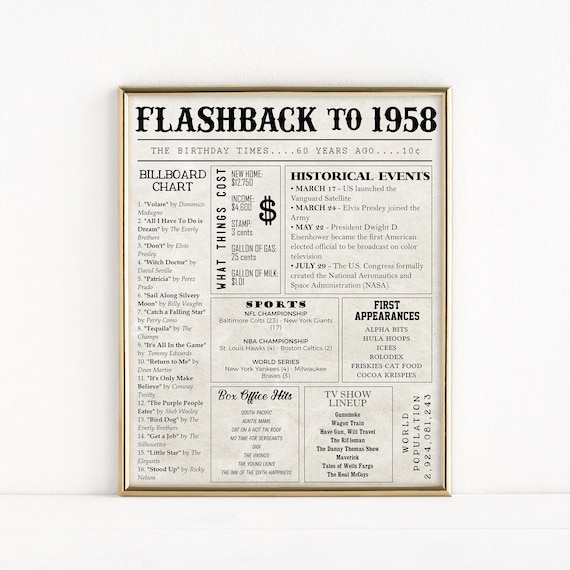 FLASHBACK TO 1958
THE BIRTHDAY TIMES....60 YEARS AGO....10¢
BILLBOARD
CHART
1. "Volare" by Domenico
Modugno
2. "All I Have To Do is
Dream" by The Everly
Brothers
3. "Don't" by Elvis
Presley
4. "Witch Doctor" by
David Seville
5. "Patricia" by Perez
Prado
6. "Sail Along Silvery
Moon" by Billy Vaughn
7. "Catch a Falling Star"
by Perry Como
8. "Tequila" by The
Champs
9. "It's All In the Game"
by Tommy Edwards
10. "Return to Me" by
Dean Martin
11. "It's Only Make
Believe" by Conway
Twitty
12. "The Purple People
Eater" by Sheb Wooley
13. "Bird Dog" by The
Everly Brothers
14. "Get a Job" by The
Silhouettes
15. "Little Star" by The
Elegants
16. "Stood Up" by Ricky
Nelson
WHAT THINGS COST
NEW HOME:
$12,750
INCOME:
$4,600
STAMP:
3 cents
GALLON OF GAS:
25 cents
GALLON OF MILK:
$1.01
$
HISTORICAL EVENTS
• MARCH 17 - US launched the
Vanguard Satellite
• MARCH 24 - Elvis Presley joined the
Army
• MAY 22 - President Dwight D.
Eisenhower became the first American
elected official to be broadcast on color
television
• JULY 29 - The U.S. Congress formally
created the National Aeronautics and
Space Administration (NASA).
SPORTS
NFL CHAMPIONSHIP
Baltimore Colts (23) - New York Giants
(17)
NBA CHAMPIONSHIP
St. Louis Hawks (4) - Boston Celtics (2)
WORLD SERIES
New York Yankees (4) - Milwaukee
Braves (3)
FIRST
APPEARANCES
ALPHA BITS
HULA HOOPS
ICEES
ROLODEX
FRISKIES CAT FOOD
COCOA KRISPIES
Box Office Hits
SOUTH PACIFIC
AUNTIE MAME
CAT ON A HOT TIN ROOF
NO TIME FOR SERGEANTS
GIGI
THE VIKINGS
THE YOUNG LIONS
THE INN OF THE SIXTH HAPPINESS
TV SHOW
LINEUP
Gunsmoke
Wagon Train
Have Gun, Will Travel
The Rifleman
The Danny Thomas Show
Maverick
Tales of Wells Fargo
The Real McCoys
WORLD
POPULATION
2,924,081,243